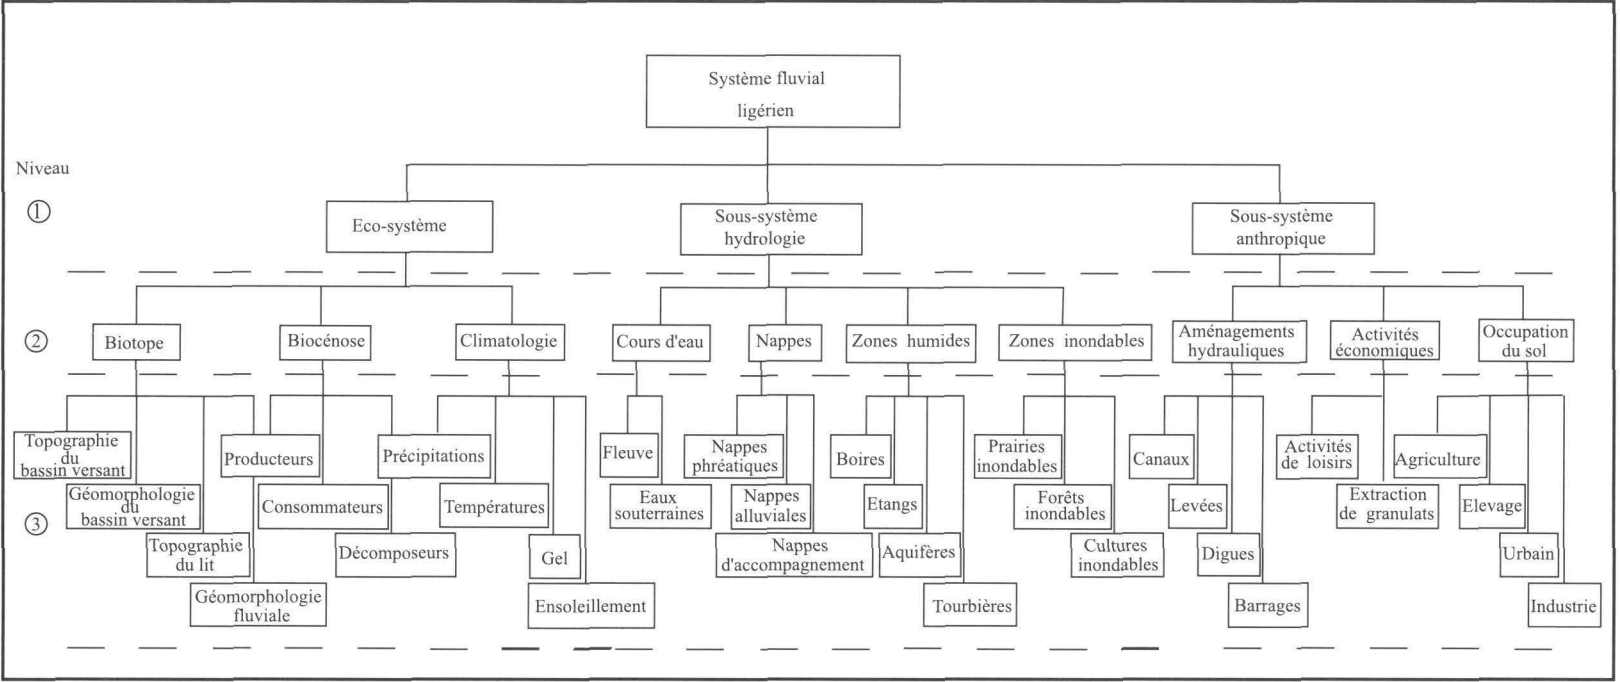 Système fluvial
ligérien
Niveau
1
Eco-système
Sous-système
hydrologie
Sous-système
anthropique
2
Biotope
Biocénose
Climatologie
Cours d'eau
Nappes
Zones humides
Zones inondables
Aménagements
hydrauliques
Activités
économiques
Occupation
du sol
3
Topographie
du
bassin versant
Géomorphologie
du
bassin versant
Topographie
du lit
Géomorphologie
fluviale
Producteurs
Consommateurs
Décomposeurs
Précipitations
Températures
Gel
Ensoleillement
Fleuve
Eaux
souterraines
Nappes
phréatiques
Nappes
alluviales
Nappes
d'accompagnement
Boires
Etangs
Aquifères
Tourbières
Prairies
inondables
Forêts
inondables
Cultures
inondables
Canaux
Levées
Digues
Barrages
Activités
de loisirs
Extraction
de granulats
Agriculture
Elevage
Urbain
Industrie